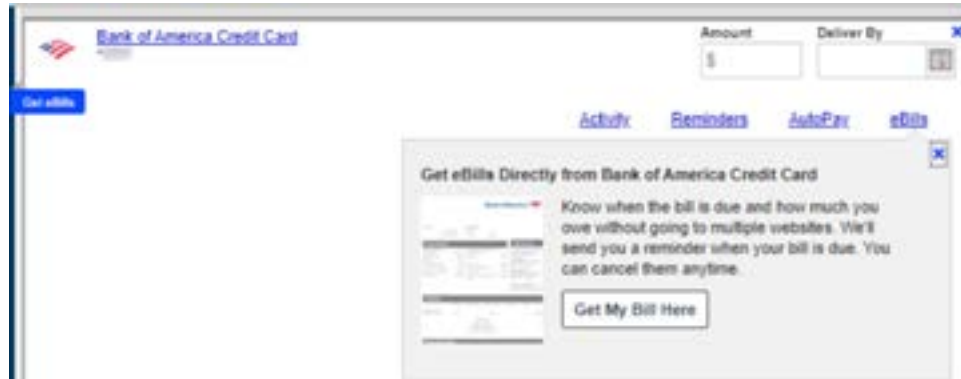 Bank of America Credit Card
Amount
Deliver By
$
Get eBills
Activity
Reminders
AutoPay
eBills
Get eBills Directly from Bank of America Credit Card
Know when the bill is due and how much you
owe without going to multiple websites. We'll
send you a reminder when your bill is due. You
can cancel them anytime.
Get My Bill Here